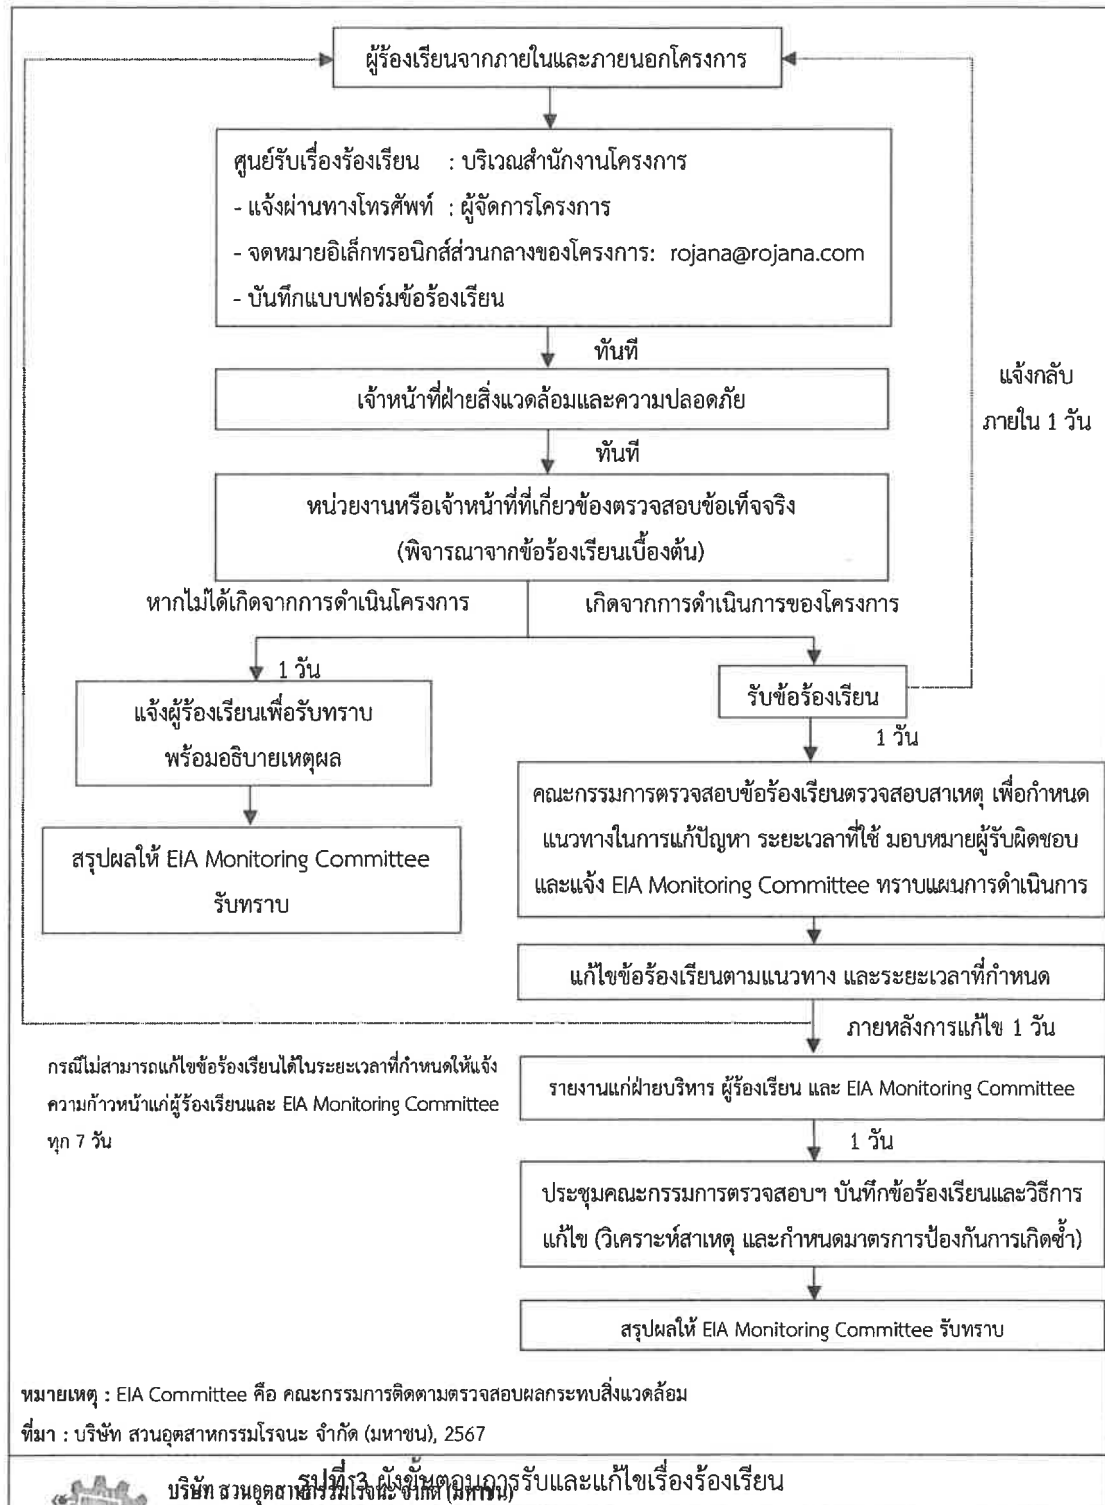 ผู้ร้องเรียนจากภายในและภายนอกโครงการ
ศูนย์รับเรื่องร้องเรียน : บริเวณสำนักงานโครงการ
- แจ้งผ่านทางโทรศัพท์ : ผู้จัดการโครงการ
- จดหมายอิเล็กทรอนิกส์ส่วนกลางของโครงการ: rojana@rojana.com
- บันทึกแบบฟอร์มข้อร้องเรียน
ทันที
แจ้งกลับ
ภายใน 1 วัน
เจ้าหน้าที่ฝ่ายสิ่งแวดล้อมและความปลอดภัย
ทันที
หน่วยงานหรือเจ้าหน้าที่ที่เกี่ยวข้องตรวจสอบข้อเท็จจริง
(พิจารณาจากข้อร้องเรียนเบื้องต้น)
หากไม่ได้เกิดจากการดำเนินโครงการ
เกิดจากการดำเนินการของโครงการ
1 วัน
แจ้งผู้ร้องเรียนเพื่อรับทราบ
พร้อมอธิบายเหตุผล
สรุปผลให้ EIA Monitoring Committee
รับทราบ
รับข้อร้องเรียน
1 วัน
คณะกรรมการตรวจสอบข้อร้องเรียนตรวจสอบสาเหตุ เพื่อกำหนด
แนวทางในการแก้ปัญหา ระยะเวลาที่ใช้ มอบหมายผู้รับผิดชอบ
และแจ้ง EIA Monitoring Committee ทราบแผนการดำเนินการ
แก้ไขข้อร้องเรียนตามแนวทาง และระยะเวลาที่กำหนด
ภายหลังการแก้ไข 1 วัน
กรณีไม่สามารถแก้ไขข้อร้องเรียนได้ในระยะเวลาที่กำหนดให้แจ้ง
ความก้าวหน้าแก่ผู้ร้องเรียนและ EIA Monitoring Committee
ทุก 7 วัน
รายงานแก่ฝ่ายบริหาร ผู้ร้องเรียน และ EIA Monitoring Committee
1 วัน
ประชุมคณะกรรมการตรวจสอบฯ บันทึกข้อร้องเรียนและวิธีการ
แก้ไข (วิเคราะห์สาเหตุ และกำหนดมาตรการป้องกันการเกิดซ้ำ)
สรุปผลให้ EIA Monitoring Committee รับทราบ
หมายเหตุ : EIA Committee คือ คณะกรรมการติดตามตรวจสอบผลกระทบสิ่งแวดล้อม
ที่มา : บริษัท สวนอุตสาหกรรมโรจนะ จำกัด (มหาชน), 2567
รูปที่ 3 ผังขั้นตอนการรับและแก้ไขเรื่องร้องเรียน
บริษัท สวนอุตสาหกรรมโรจนะ จำกัด (มหาชน)